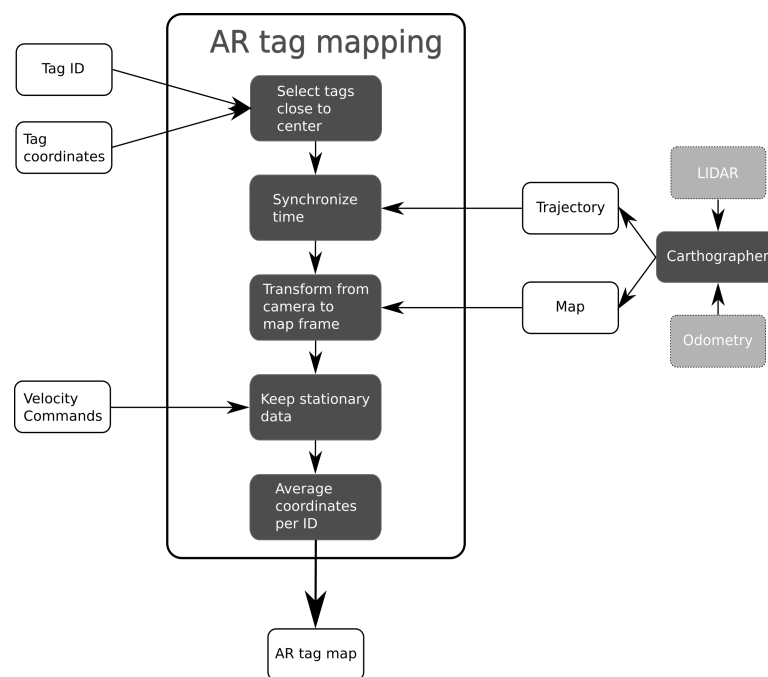 AR tag mapping
Tag ID
Tag
coordinates
Select tags
close to
center
Synchronize
time
Trajectory
LIDAR
Carthographer
Transform from
camera to
map frame
Map
Odometry
Velocity
Commands
Keep stationary
data
Average
coordinates
per ID
AR tag map